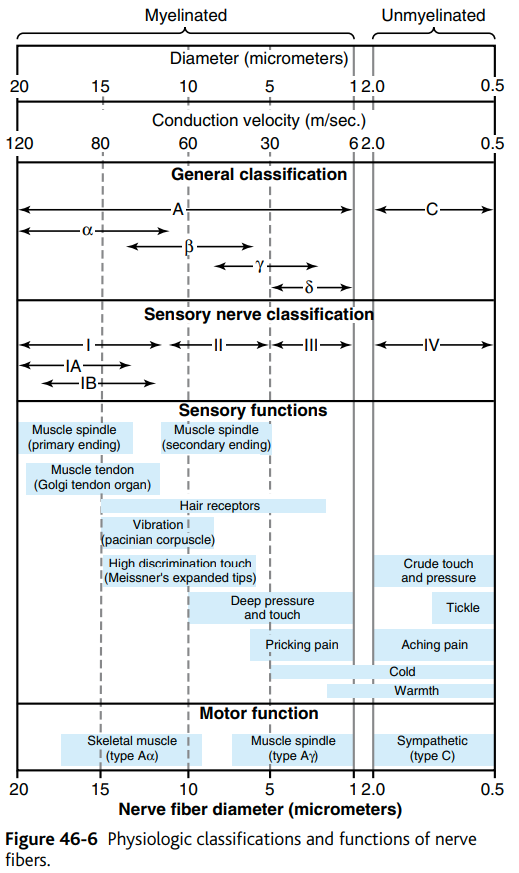 Myelinated Unmyelinated
Diameter (micrometers)
20 15 10 5 1 2.0 0.5
Conduction velocity (m/sec.)
120 80 60 30 6 2.0 0.5
General classification
A C
α
β
γ
δ
Sensory nerve classification
I II III IV
IA
IB
Sensory functions
Muscle spindle Muscle spindle
(primary ending) (secondary ending)
Muscle tendon
(Golgi tendon organ)
Hair receptors
Vibration
(pacinian corpuscle)
High discrimination touch Crude touch
(Meissner's expanded tips) and pressure
Deep pressure Tickle
and touch
Pricking pain Aching pain
Cold
Warmth
Motor function
Skeletal muscle Muscle spindle Sympathetic
(type Aα) (type Aγ) (type C)
20 15 10 5 1 2.0 0.5
Nerve fiber diameter (micrometers)
Figure 46-6 Physiologic classifications and functions of nerve
fibers.